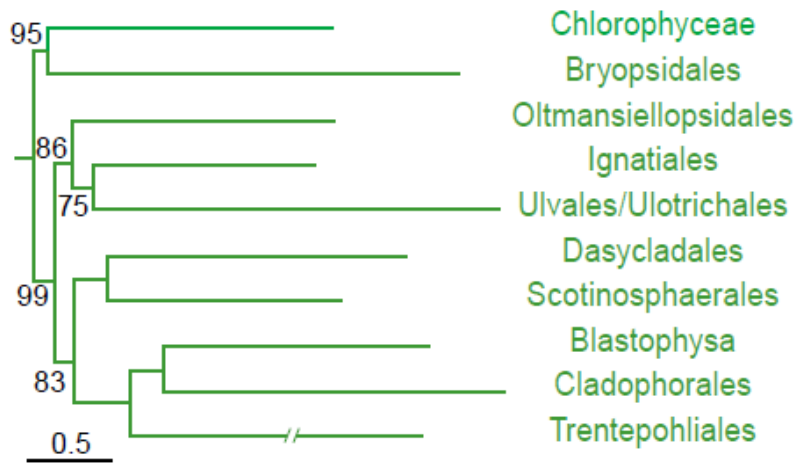 95
Chlorophyceae
Bryopsidales
Oltmansiellopsidales
86
Ignatiales
75
Ulvales/Ulotrichales
Dasycladales
99
Scotinosphaerales
Blastophysa
83
Cladophorales
Trentepohliales
0.5